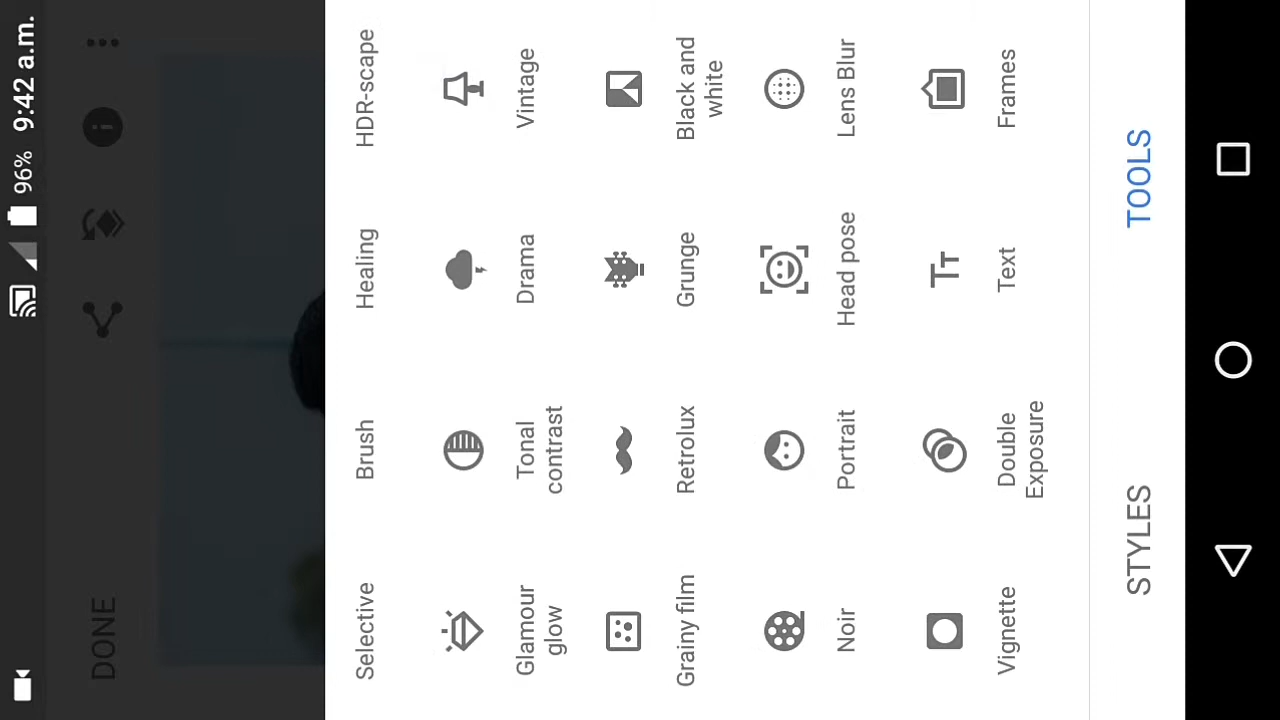 96% 9:42 a.m.
DONE
Selective Brush Healing HDR-scape
Glamour glow
Tonal contrast
Drama
Vintage
Grainy film
Retrolux
Grunge
Black and white
Noir
Portrait
Head pose
Lens Blur
Vignette
Double Exposure
Text
Frames
STYLES TOOLS